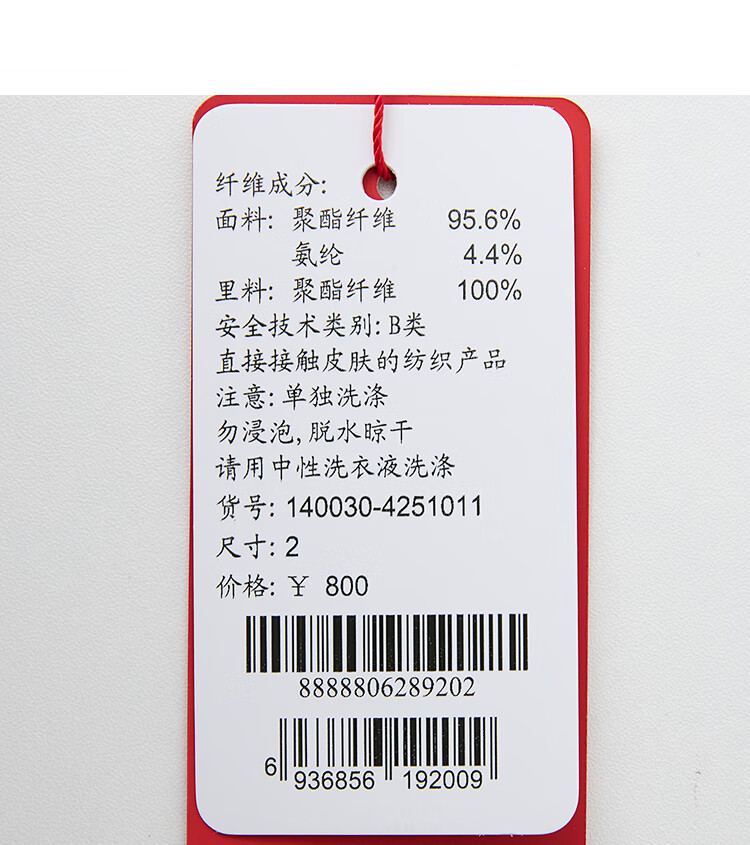 纤维成分:
面料: 聚酯纤维 95.6%
氨纶 4.4%
里料: 聚酯纤维 100%
安全技术类别: B类
直接接触皮肤的纺织产品
注意: 单独洗涤
勿浸泡, 脱水晾干
请用中性洗衣液洗涤
货号: 140030-4251011
尺寸: 2
价格: ￥ 800
8888806289202
6 936856 192009